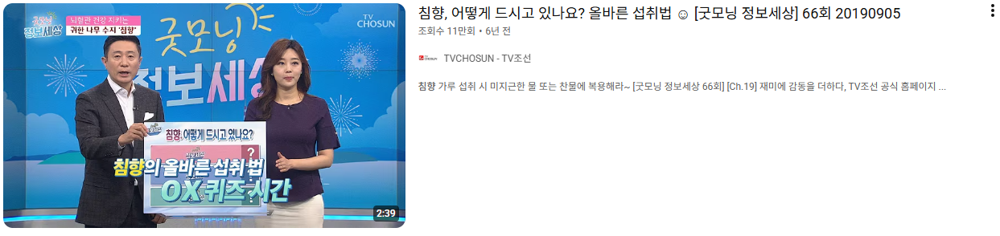 굿모닝
정보세상
뇌혈관 건강 지키는
귀한 나무 수지 '침향'
TV
CHOSUN
굿모닝
정보세상
침향, 어떻게 드시고 있나요?
?
침향의 올바른 섭취 법
OX 퀴즈 시간
?
2:39
침향, 어떻게 드시고 있나요? 올바른 섭취법 ☺ [굿모닝 정보세상] 66회 20190905
조회수 11만회 • 6년 전
TV CHOSUN
TVCHOSUN - TV조선
침향 가루 섭취 시 미지근한 물 또는 찬물에 복용해라~ [굿모닝 정보세상 66회] [Ch.19] 재미에 감동을 더하다, TV조선 공식 홈페이지 ...